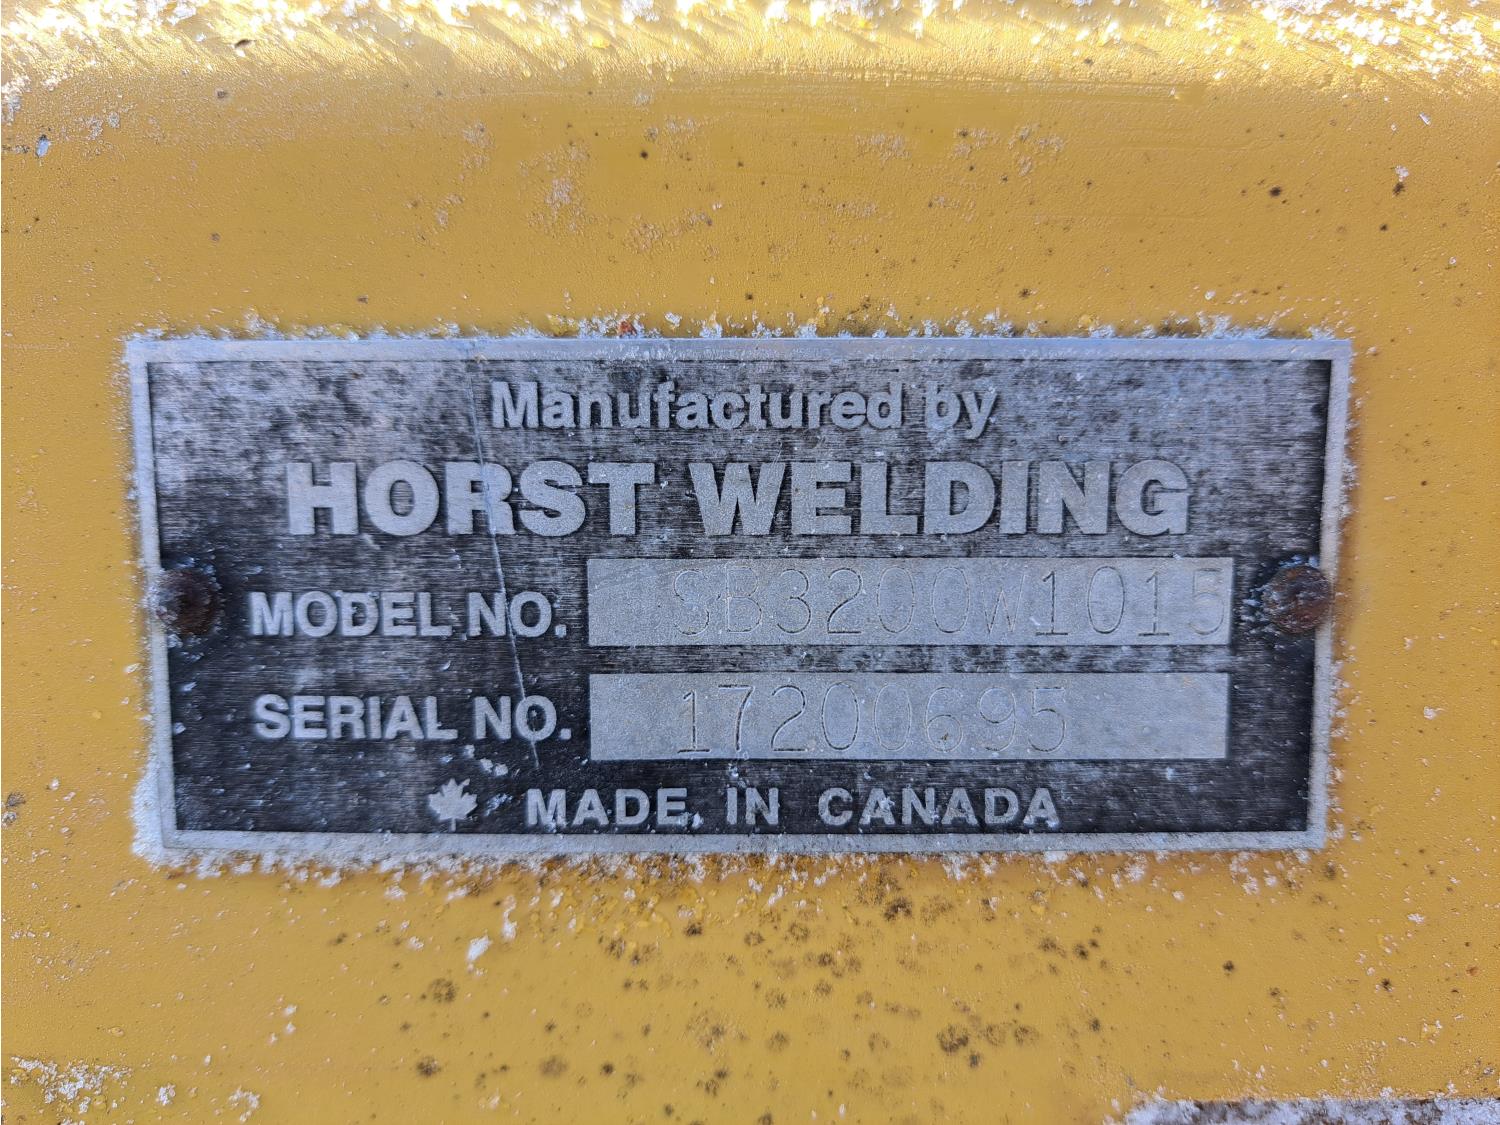 Manufactured by
HORST WELDING
MODEL NO. SB3200W1015
SERIAL NO. 17200695
MADE IN CANADA